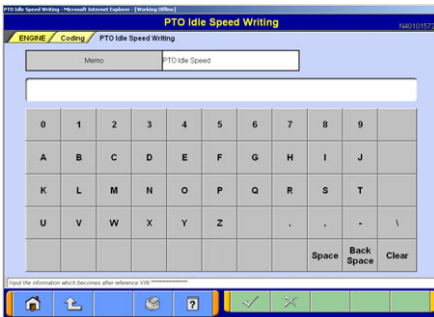 PTO Idle Speed Writing - Microsoft Internet Explorer - [Working Offline]
PTO Idle Speed Writing
N40101572
ENGINE Coding PTO Idle Speed Writing
Memo PTO Idle Speed
0 1 2 3 4 5 6 7 8 9
A B C D E F G H I J
K L M N O P Q R S T
U V W X Y Z . , - \
Space Back Space Clear
Input the information which becomes after reference. VIN:*****************
?